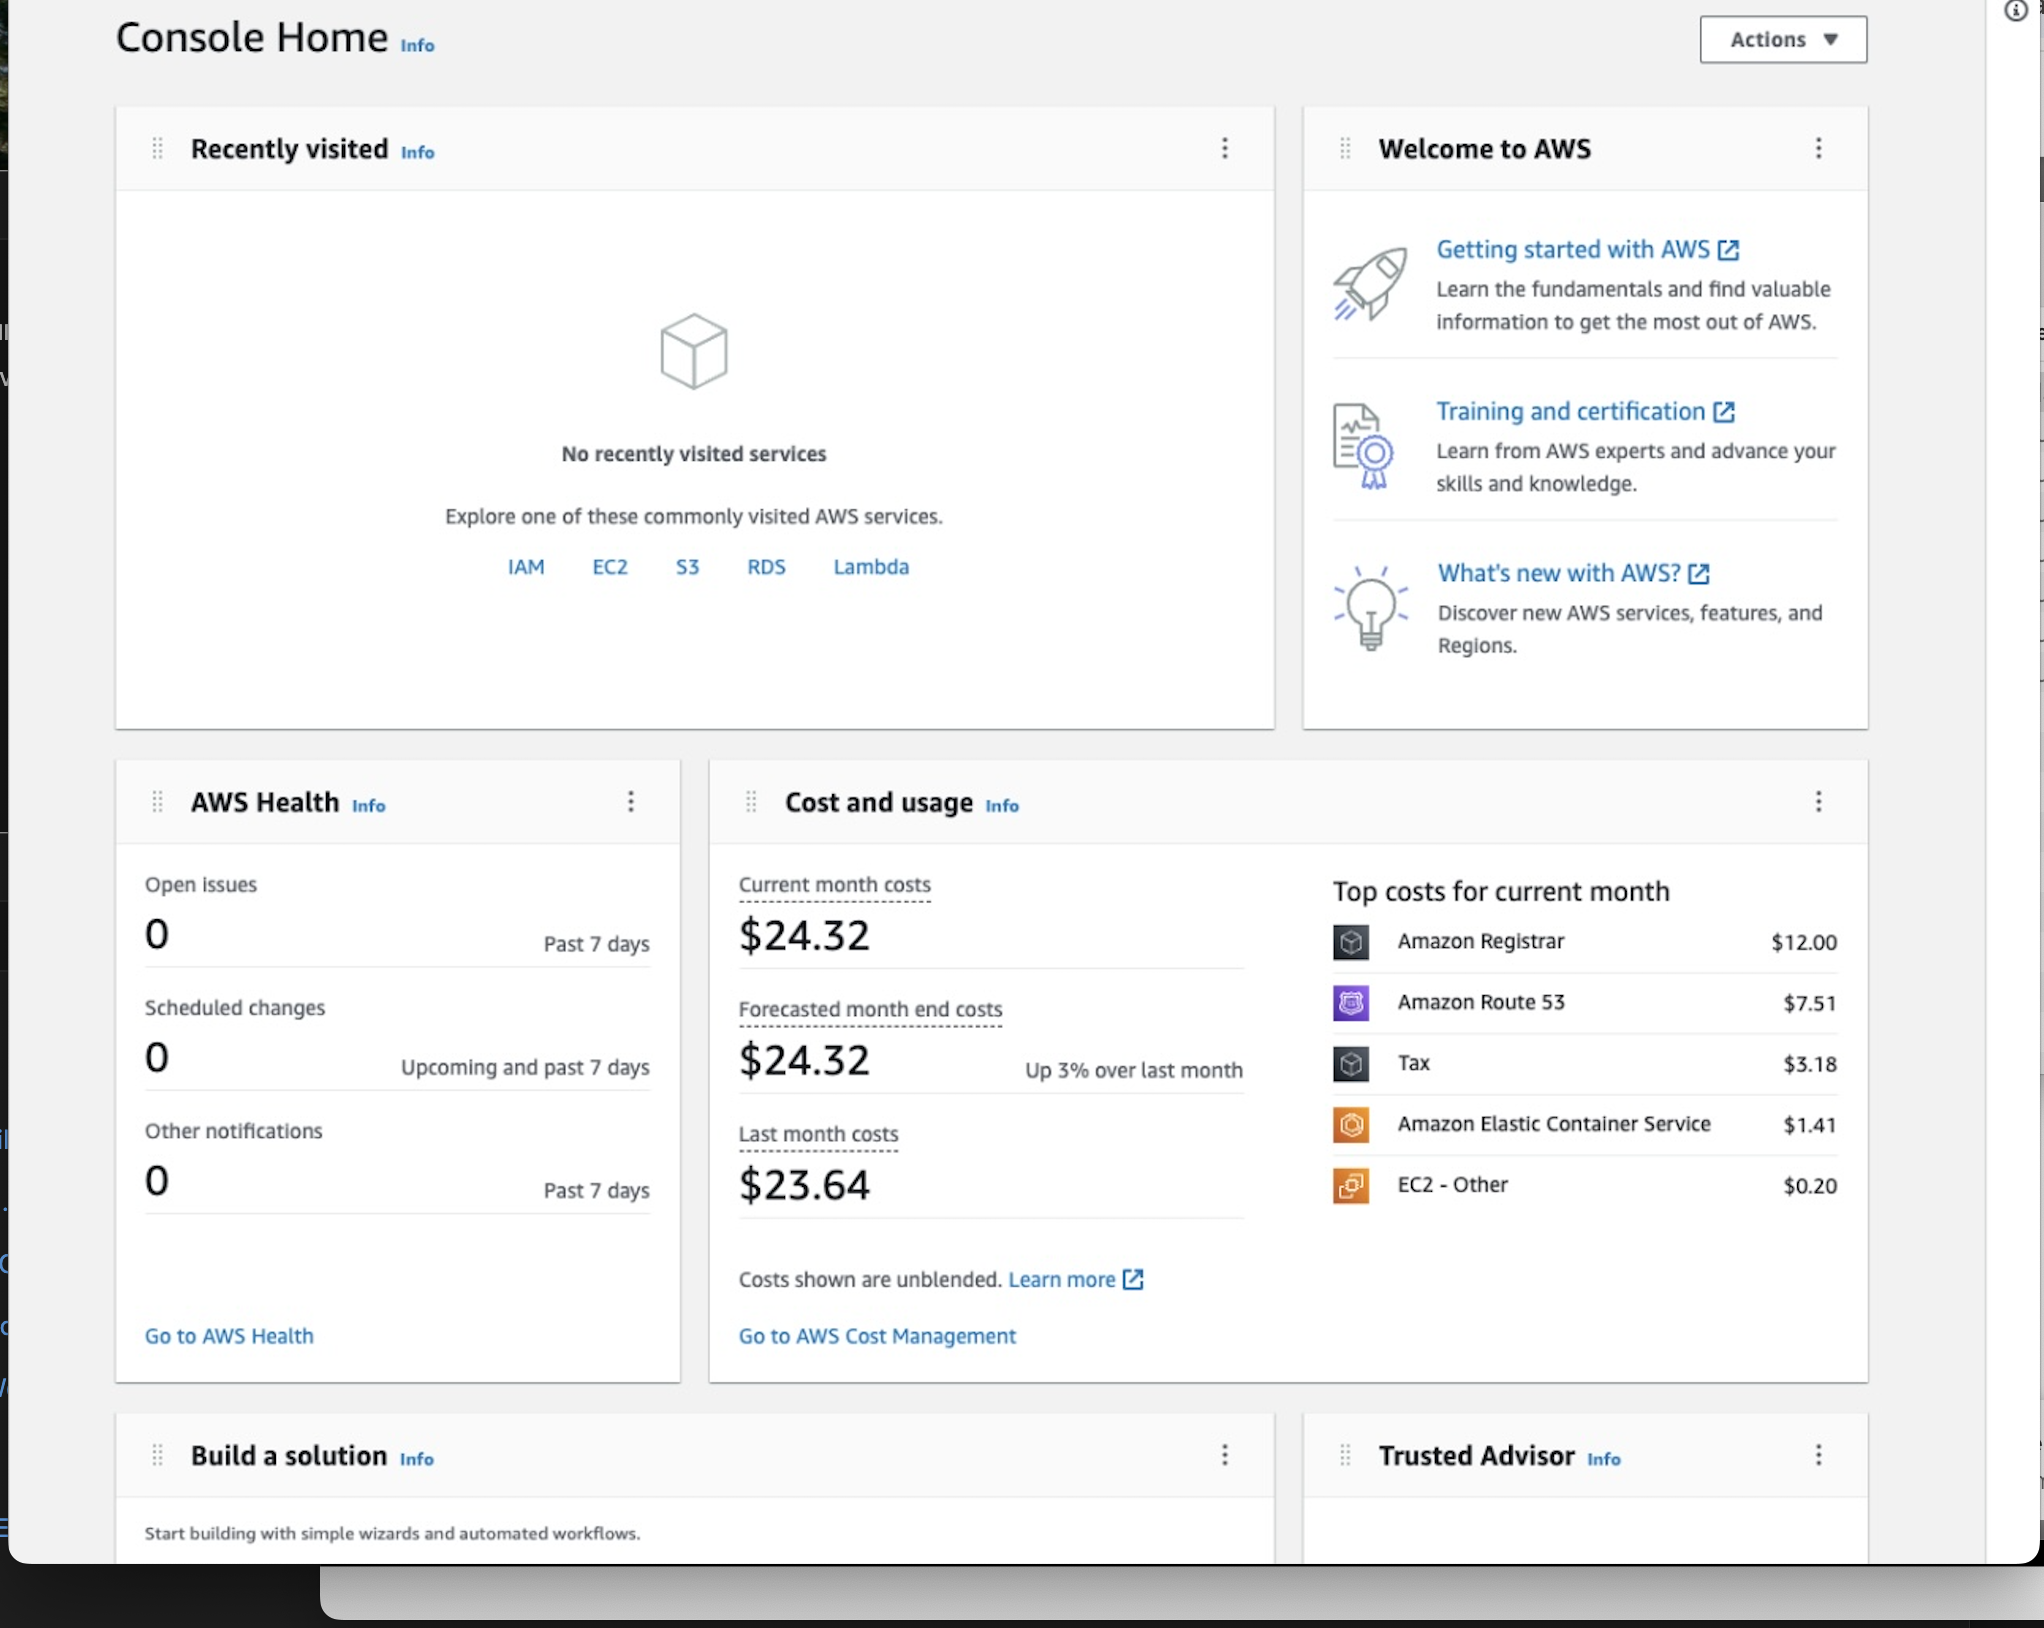 Console Home Info
Actions
Recently visited Info
No recently visited services
Explore one of these commonly visited AWS services.
IAM EC2 S3 RDS Lambda
Welcome to AWS
Getting started with AWS
Learn the fundamentals and find valuable
information to get the most out of AWS.
Training and certification
Learn from AWS experts and advance your
skills and knowledge.
What's new with AWS?
Discover new AWS services, features, and
Regions.
AWS Health Info
Open issues
0 Past 7 days
Scheduled changes
0 Upcoming and past 7 days
Other notifications
0 Past 7 days
Go to AWS Health
Cost and usage Info
Current month costs
$24.32
Forecasted month end costs
$24.32 Up 3% over last month
Last month costs
$23.64
Costs shown are unblended. Learn more
Go to AWS Cost Management
Top costs for current month
Amazon Registrar $12.00
Amazon Route 53 $7.51
Tax $3.18
Amazon Elastic Container Service $1.41
EC2 - Other $0.20
Build a solution Info
Start building with simple wizards and automated workflows.
Trusted Advisor Info